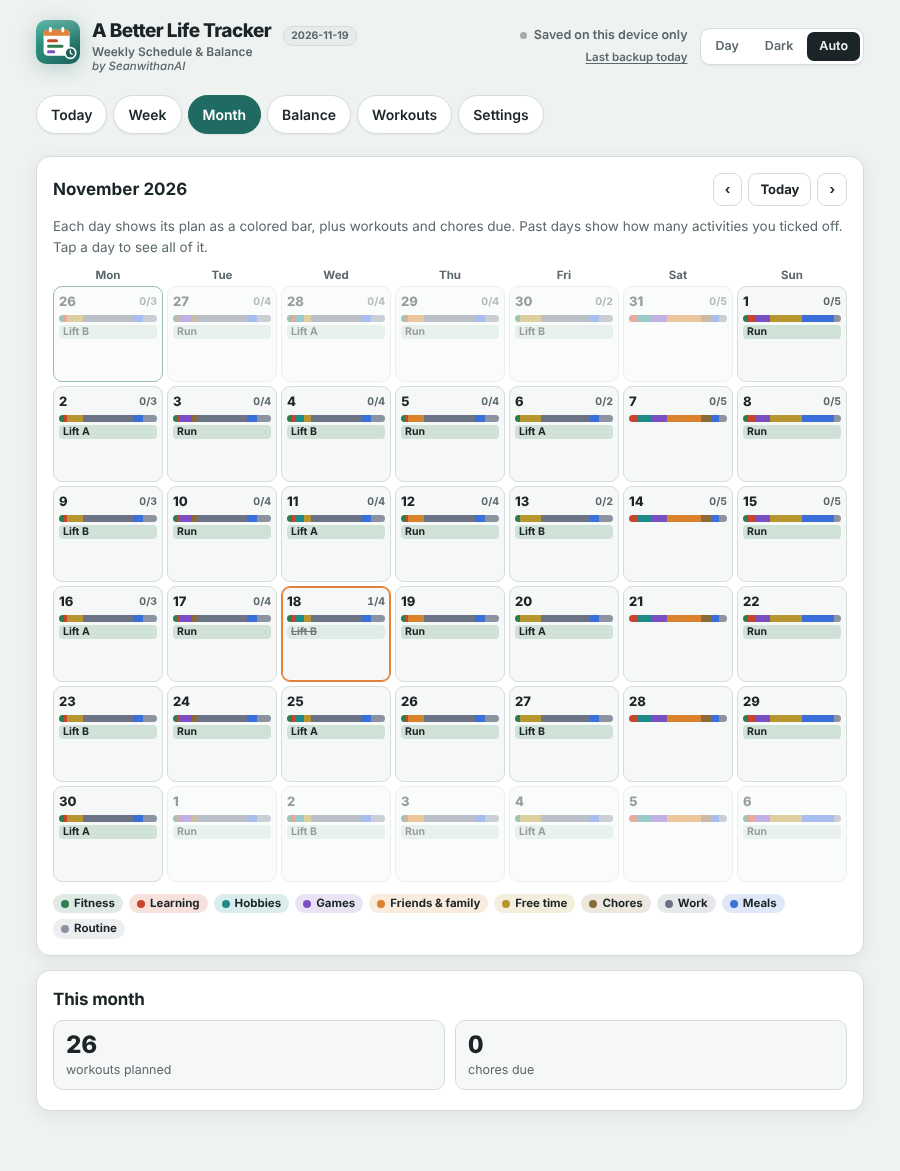 A Better Life Tracker
2026-11-19
Weekly Schedule & Balance
by SeanwithanAI
Saved on this device only
Last backup today
Day Dark Auto
Today Week Month Balance Workouts Settings
November 2026
‹ Today ›
Each day shows its plan as a colored bar, plus workouts and chores due. Past days show how many activities you ticked off.
Tap a day to see all of it.
Mon Tue Wed Thu Fri Sat Sun
26 0/3 27 0/4 28 0/4 29 0/4 30 0/2 31 0/5 1 0/5
Lift B Run Lift A Run Lift B Run
2 0/3 3 0/4 4 0/4 5 0/4 6 0/2 7 0/5 8 0/5
Lift A Run Lift B Run Lift A Run
9 0/3 10 0/4 11 0/4 12 0/4 13 0/2 14 0/5 15 0/5
Lift B Run Lift A Run Lift B Run
16 0/3 17 0/4 18 1/4 19 20 21 22
Lift A Run Lift B Run Lift A Run
23 24 25 26 27 28 29
Lift B Run Lift A Run Lift B Run
30 1 2 3 4 5 6
Lift A Run Lift B Run Lift A Run
Fitness Learning Hobbies Games Friends & family Free time Chores Work Meals
Routine
This month
26
workouts planned
0
chores due